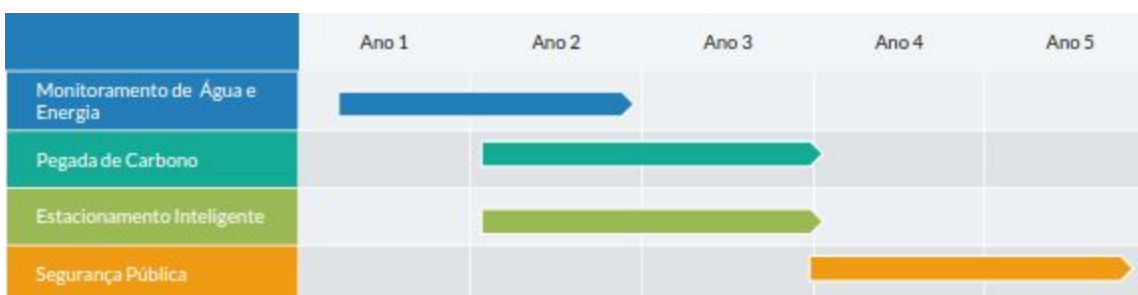 Ano 1 Ano 2 Ano 3 Ano 4 Ano 5
Monitoramento de Água e
Energia
Pegada de Carbono
Estacionamento Inteligente
Segurança Pública